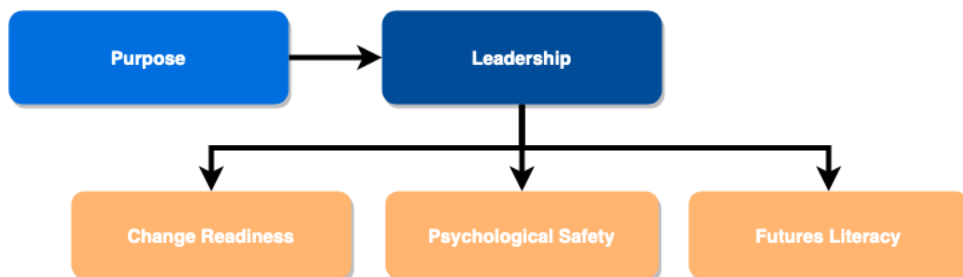 Purpose
Leadership
Change Readiness
Psychological Safety
Futures Literacy